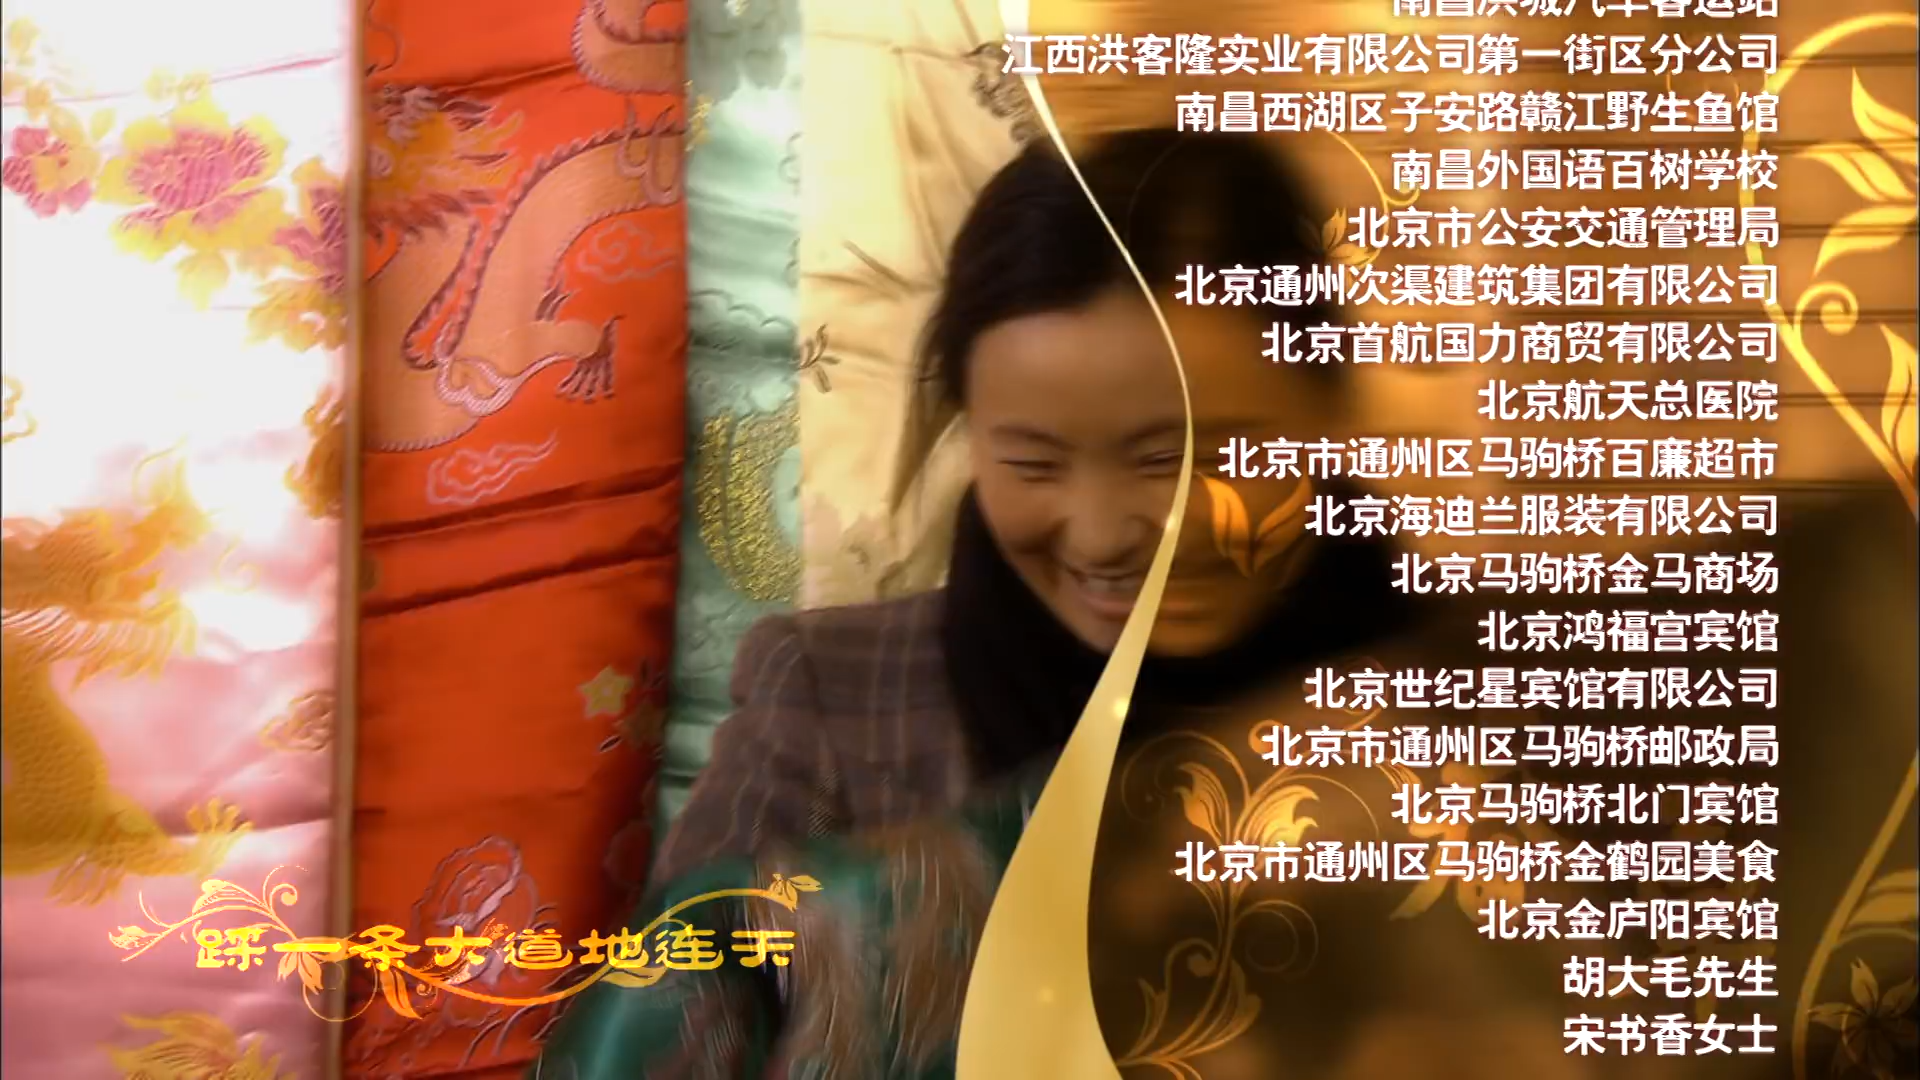 南昌洪城汽车客运站
江西洪客隆实业有限公司第一街区分公司
南昌西湖区子安路赣江野生鱼馆
南昌外国语百树学校
北京市公安交通管理局
北京通州次渠建筑集团有限公司
北京首航国力商贸有限公司
北京航天总医院
北京市通州区马驹桥百廉超市
北京海迪兰服装有限公司
北京马驹桥金马商场
北京鸿福宫宾馆
北京世纪星宾馆有限公司
北京市通州区马驹桥邮政局
北京马驹桥北门宾馆
北京市通州区马驹桥金鹤园美食
北京金庐阳宾馆
胡大毛先生
宋书香女士
踩一条大道地连天